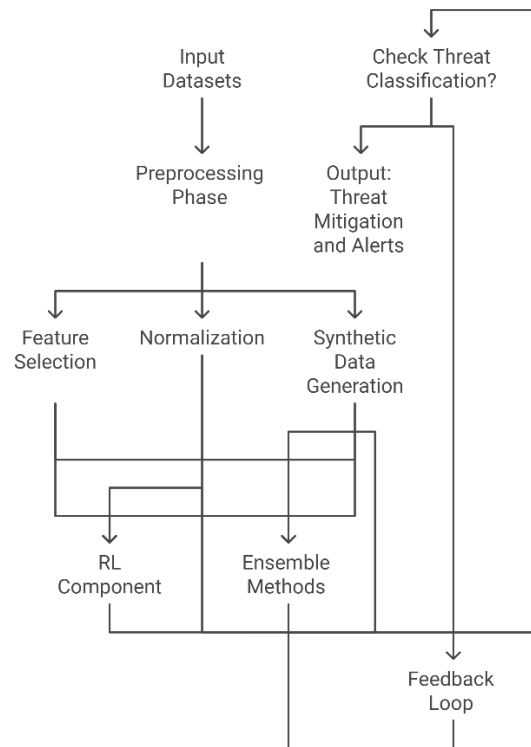 Input
Datasets
Check Threat
Classification?
Preprocessing
Phase
Output:
Threat
Mitigation
and Alerts
Feature
Selection
Normalization
Synthetic
Data
Generation
RL
Component
Ensemble
Methods
Feedback
Loop